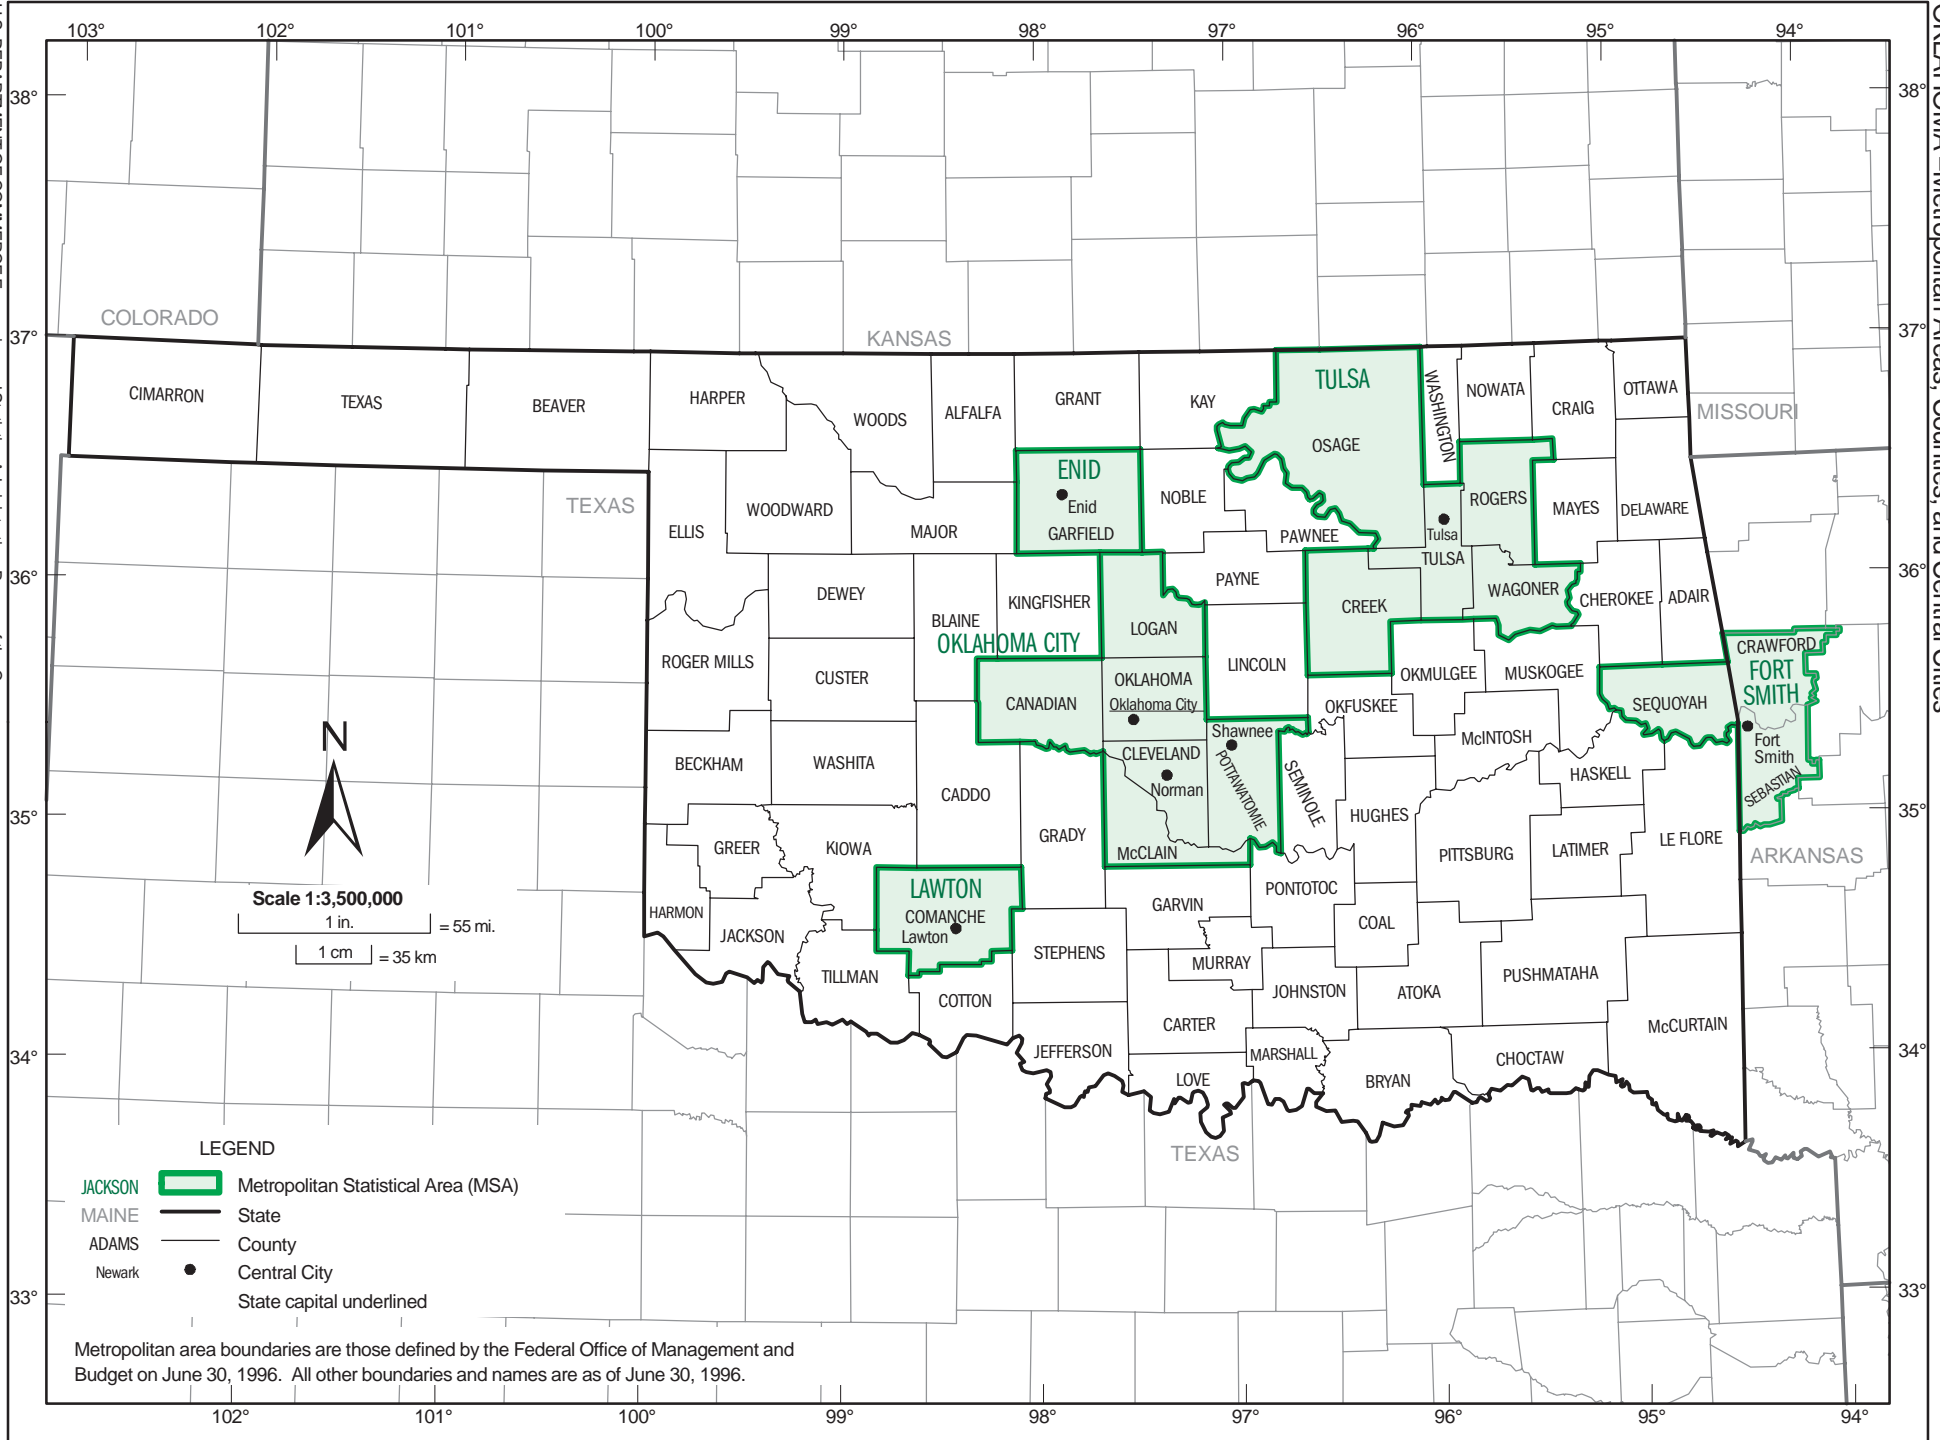 103° 102° 101° 100° 99° 98° 97° 96° 95° 94°
38° 38°
COLORADO
KANSAS
37° 37°
MISSOURI
CIMARRON
TEXAS
BEAVER
HARPER
WOODS
ALFALFA
GRANT
KAY
TULSA
OSAGE
WASHINGTON
NOWATA
CRAIG
OTTAWA
TEXAS
ELLIS
WOODWARD
MAJOR
ENID
Enid
GARFIELD
NOBLE
PAWNEE
ROGERS
MAYES
DELAWARE
Tulsa
TULSA
36° 36°
DEWEY
BLAINE
KINGFISHER
LOGAN
PAYNE
CREEK
WAGONER
CHEROKEE
ADAIR
OKLAHOMA CITY
ROGER MILLS
CUSTER
CANADIAN
OKLAHOMA
Oklahoma City
LINCOLN
OKMULGEE
MUSKOGEE
SEQUOYAH
CRAWFORD
FORT
SMITH
Fort
Smith
SEBASTIAN
OKFUSKEE
McINTOSH
N
BECKHAM
WASHITA
CADDO
GRADY
CLEVELAND
Norman
Shawnee
POTTAWATOMIE
SEMINOLE
HUGHES
HASKELL
35° 35°
GREER
KIOWA
McCLAIN
PITTSBURG
LATIMER
LE FLORE
ARKANSAS
Scale 1:3,500,000
1 in.
= 55 mi.
1 cm
= 35 km
HARMON
JACKSON
LAWTON
COMANCHE
Lawton
TILLMAN
COTTON
STEPHENS
GARVIN
PONTOTOC
COAL
MURRAY
JOHNSTON
ATOKA
PUSHMATAHA
McCURTAIN
34° 34°
JEFFERSON
CARTER
LOVE
MARSHALL
BRYAN
CHOCTAW
TEXAS
LEGEND
JACKSON Metropolitan Statistical Area (MSA)
MAINE State
ADAMS County
Newark Central City
State capital underlined
33° 33°
Metropolitan area boundaries are those defined by the Federal Office of Management and
Budget on June 30, 1996. All other boundaries and names are as of June 30, 1996.
102° 101° 100° 99° 98° 97° 96° 95° 94°